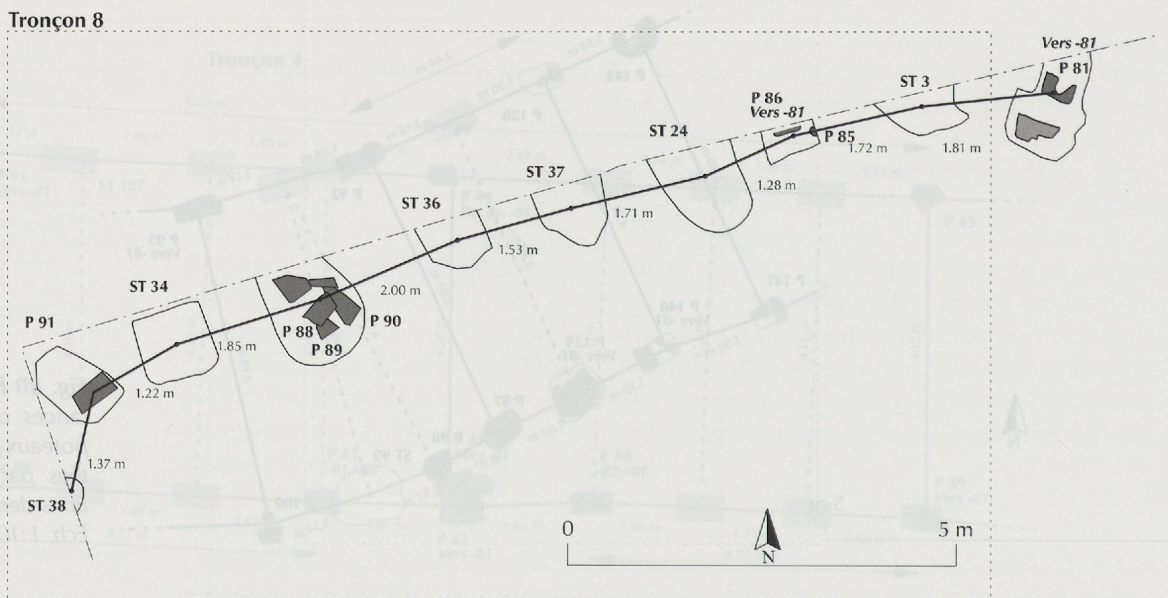 Tronçon 8
Vers -81
P 81
ST 3
P 86
Vers -81
P 85
1.72 m
1.81 m
ST 24
1.28 m
ST 37
1.71 m
ST 36
1.53 m
2.00 m
ST 34
P 88
P 89
P 90
1.85 m
P 91
1.22 m
1.37 m
ST 38
0
5 m
N